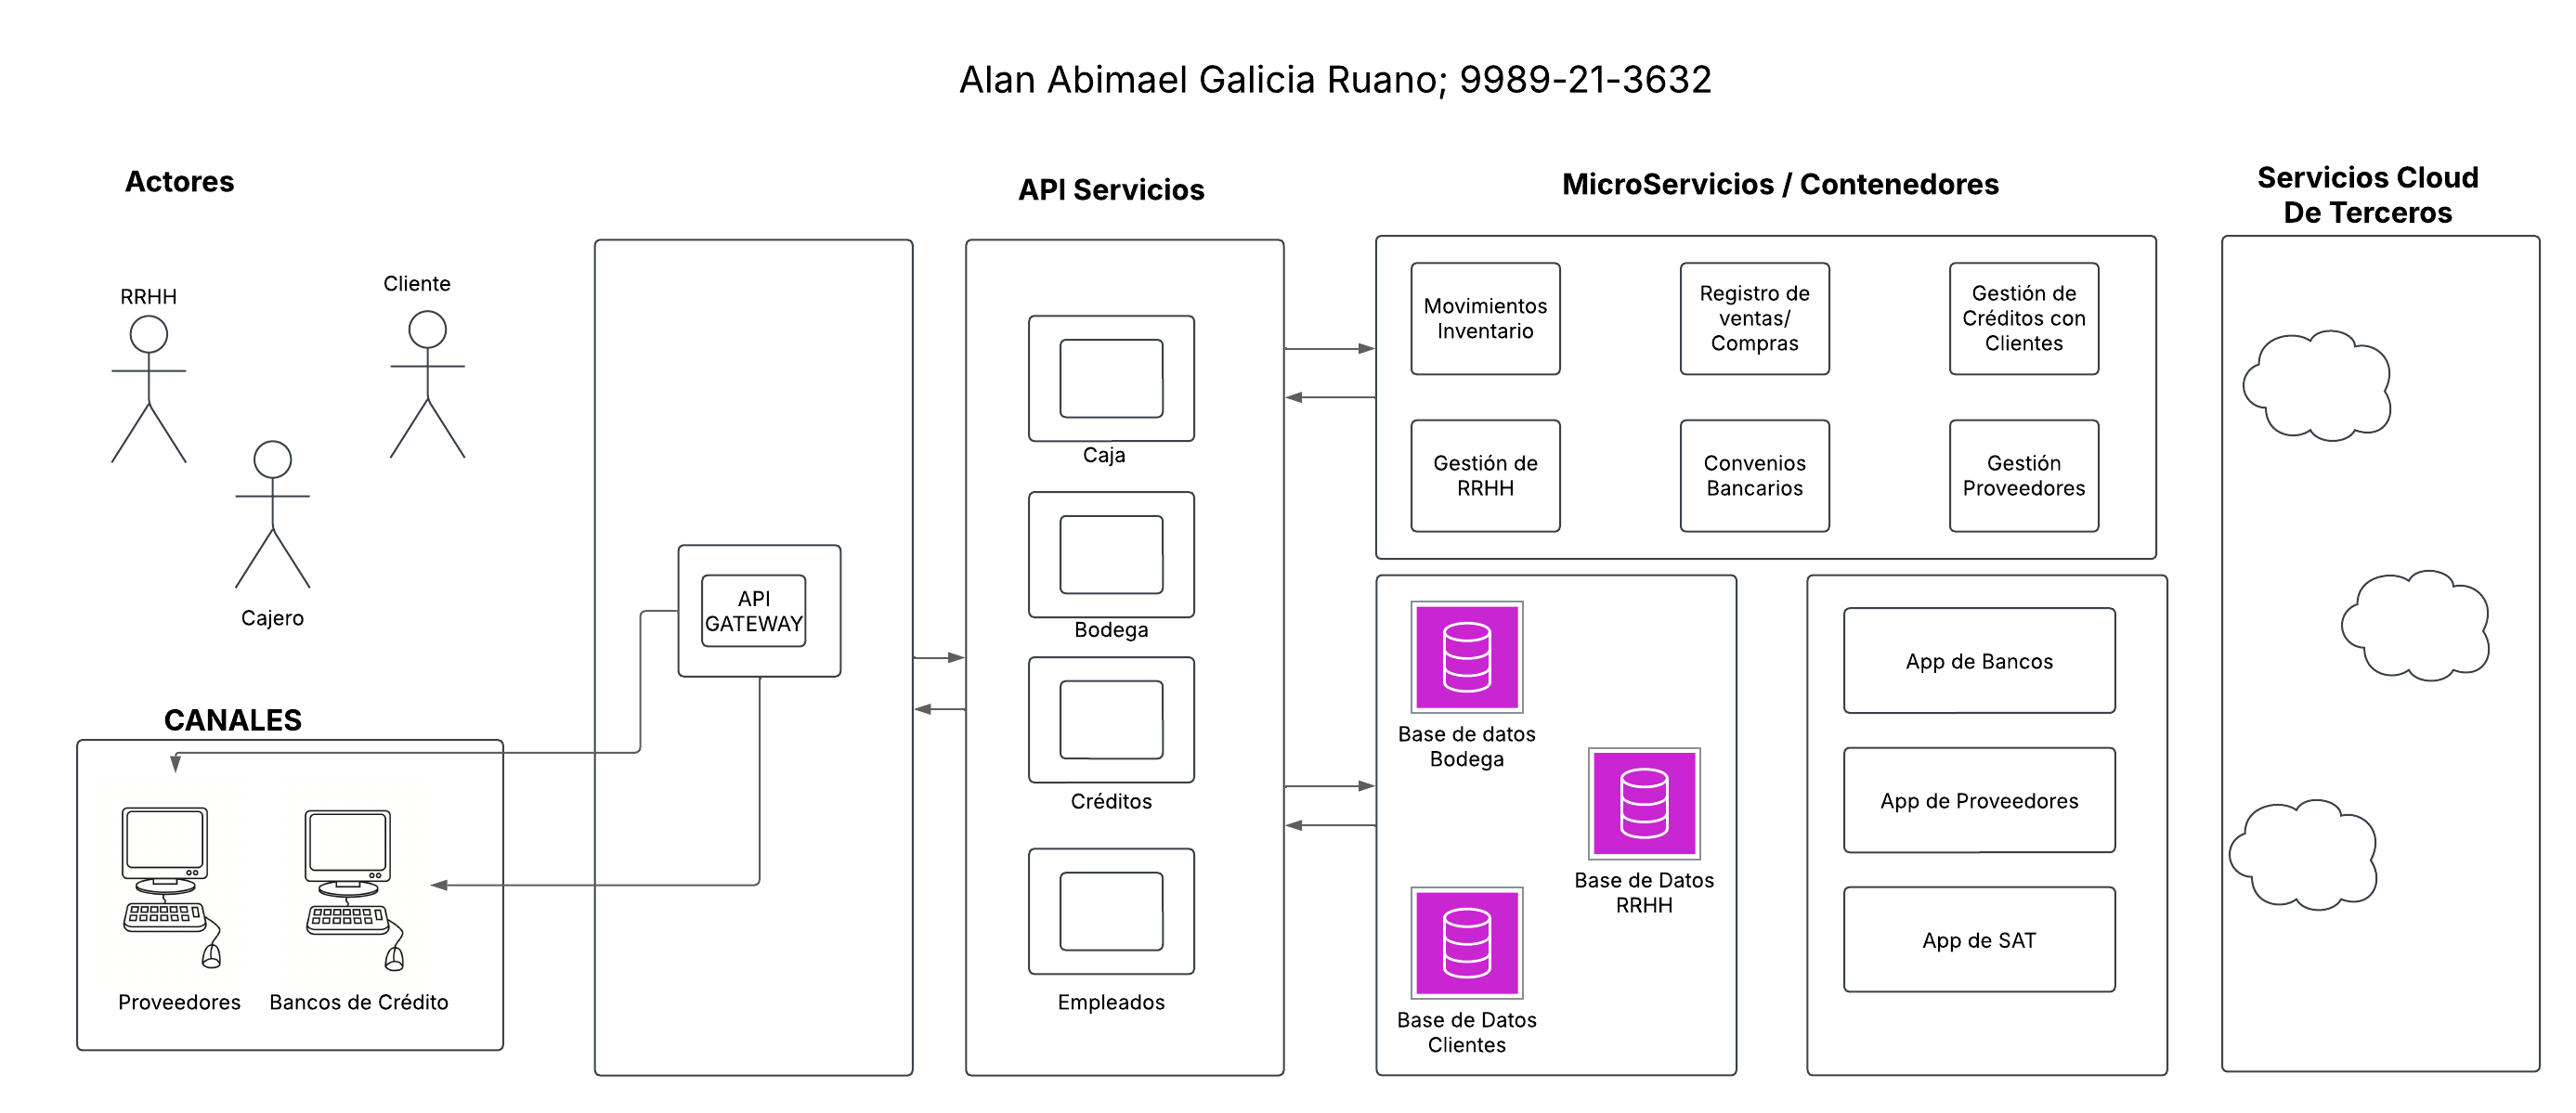 Alan Abimael Galicia Ruano; 9989-21-3632
Actores
RRHH
Cliente
Cajero
CANALES
Proveedores
Bancos de Crédito
API
GATEWAY
API Servicios
Caja
Bodega
Créditos
Empleados
MicroServicios / Contenedores
Movimientos
Inventario
Registro de
ventas/
Compras
Gestión de
Créditos con
Clientes
Gestión de
RRHH
Convenios
Bancarios
Gestión
Proveedores
Base de datos
Bodega
Base de Datos
RRHH
Base de Datos
Clientes
App de Bancos
App de Proveedores
App de SAT
Servicios Cloud
De Terceros